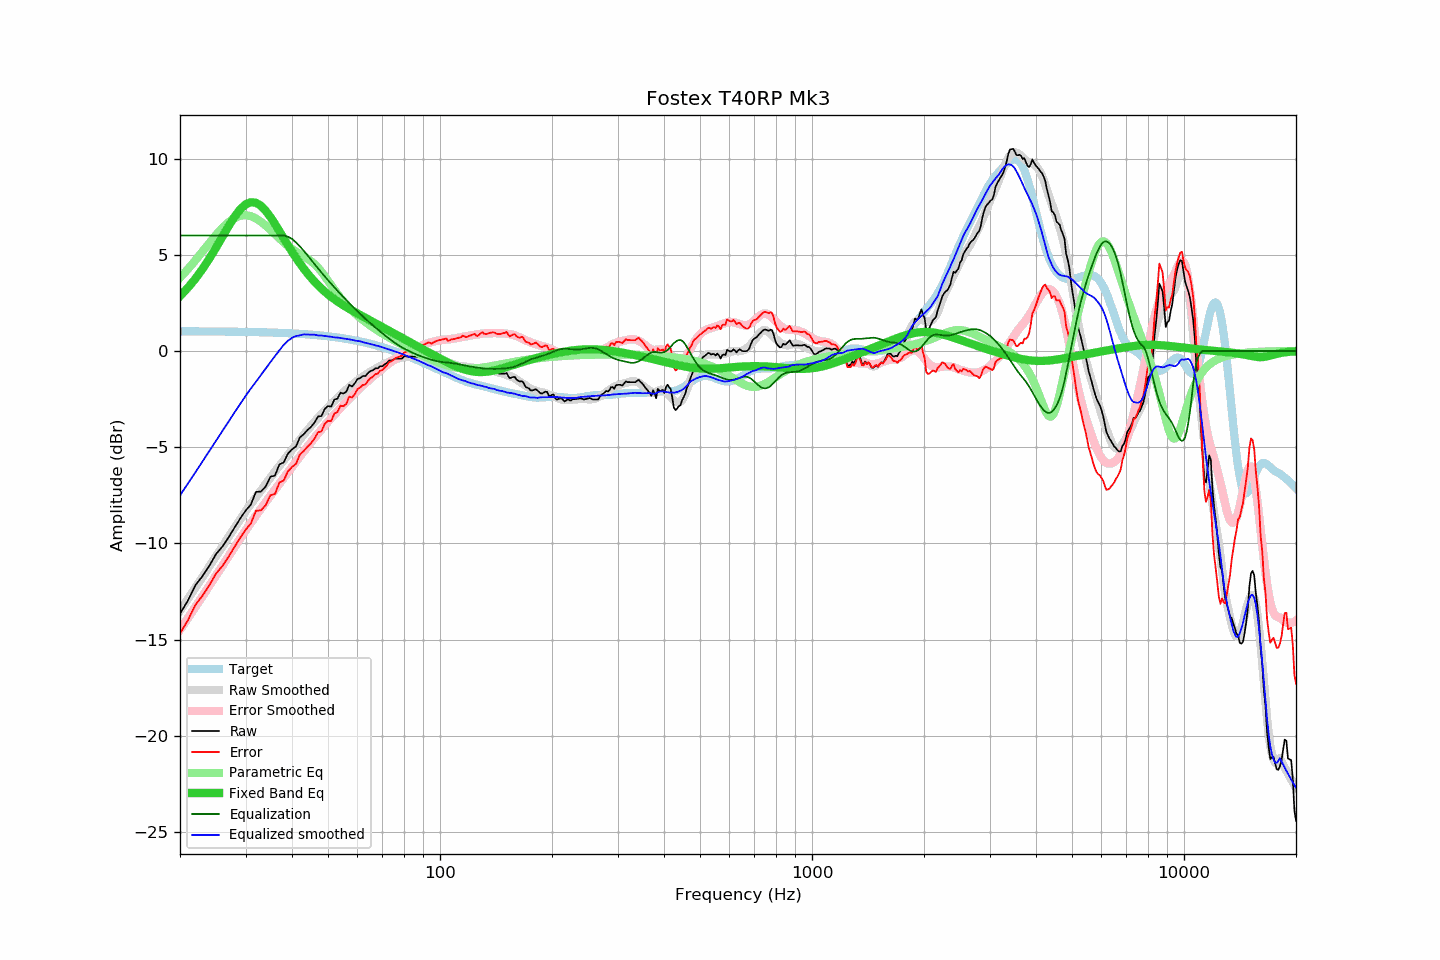 Fostex T40RP Mk3
10
5
0
−5
−10
−15
−20
−25
Amplitude (dBr)
Target
Raw Smoothed
Error Smoothed
Raw
Error
Parametric Eq
Fixed Band Eq
Equalization
Equalized smoothed
100
1000
10000
Frequency (Hz)